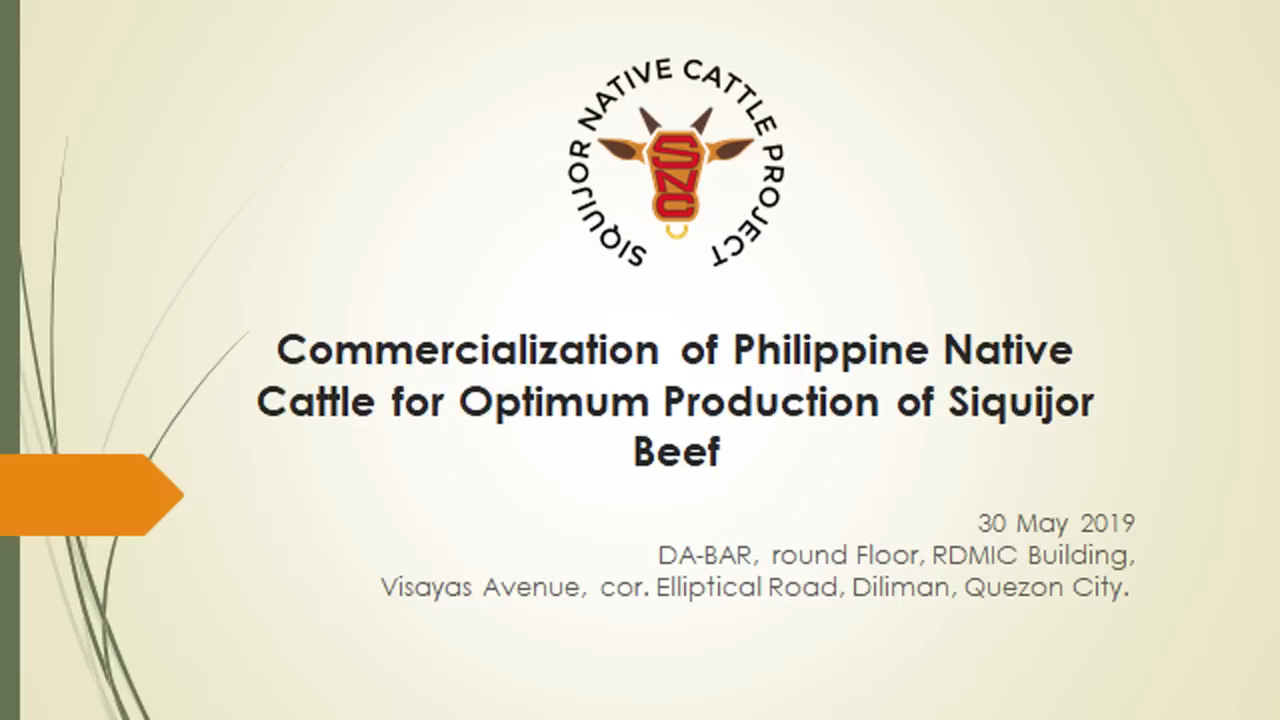 SIQUIJOR NATIVE CATTLE PROJECT
SNC
Commercialization of Philippine Native
Cattle for Optimum Production of Siquijor
Beef
30 May 2019
DA-BAR, round Floor, RDMIC Building,
Visayas Avenue, cor. Elliptical Road, Diliman, Quezon City.